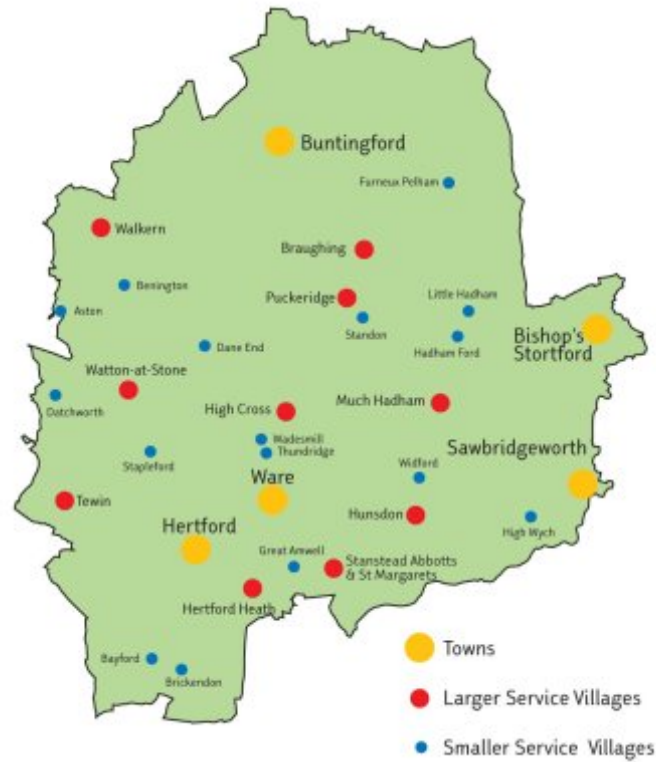 Buntingford
Furneux Pelham
Walkern
Braughing
Benington
Puckeridge
Little Hadham
Aston
Standon
Bishop's
Stortford
Dane End
Hadham Ford
Watton-at-Stone
Datchworth
High Cross
Much Hadham
Wadesmill
Thundridge
Sawbridgeworth
Stapleford
Widford
Ware
Tewin
Hunsdon
High Wych
Hertford
Great Amwell
Stanstead Abbotts
& St Margarets
Hertford Heath
Bayford
Brickendon
Towns
Larger Service Villages
Smaller Service Villages